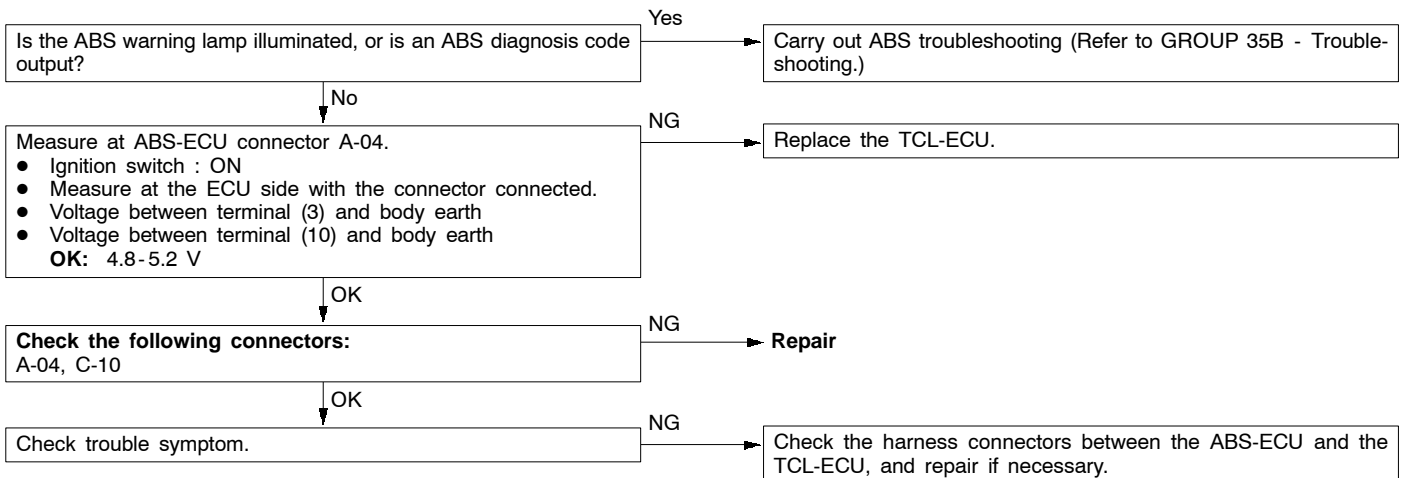 Yes
Is the ABS warning lamp illuminated, or is an ABS diagnosis code
output?
Carry out ABS troubleshooting (Refer to GROUP 35B - Trouble-
shooting.)
No
NG
Measure at ABS-ECU connector A-04.
● Ignition switch : ON
● Measure at the ECU side with the connector connected.
● Voltage between terminal (3) and body earth
● Voltage between terminal (10) and body earth
OK: 4.8-5.2 V
Replace the TCL-ECU.
OK
NG
Check the following connectors:
A-04, C-10
Repair
OK
NG
Check trouble symptom.
Check the harness connectors between the ABS-ECU and the
TCL-ECU, and repair if necessary.